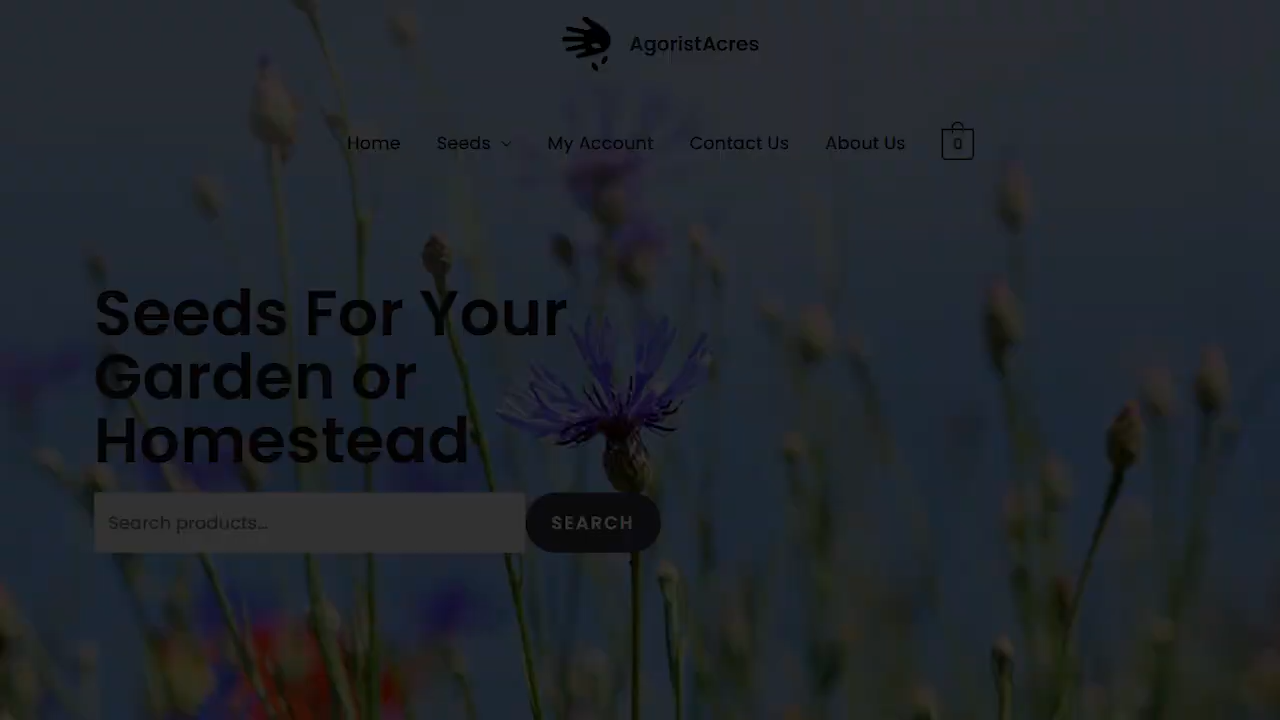 AgoristAcres
Home Seeds My Account Contact Us About Us 0
Seeds For Your
Garden or
Homestead
Search products...
SEARCH